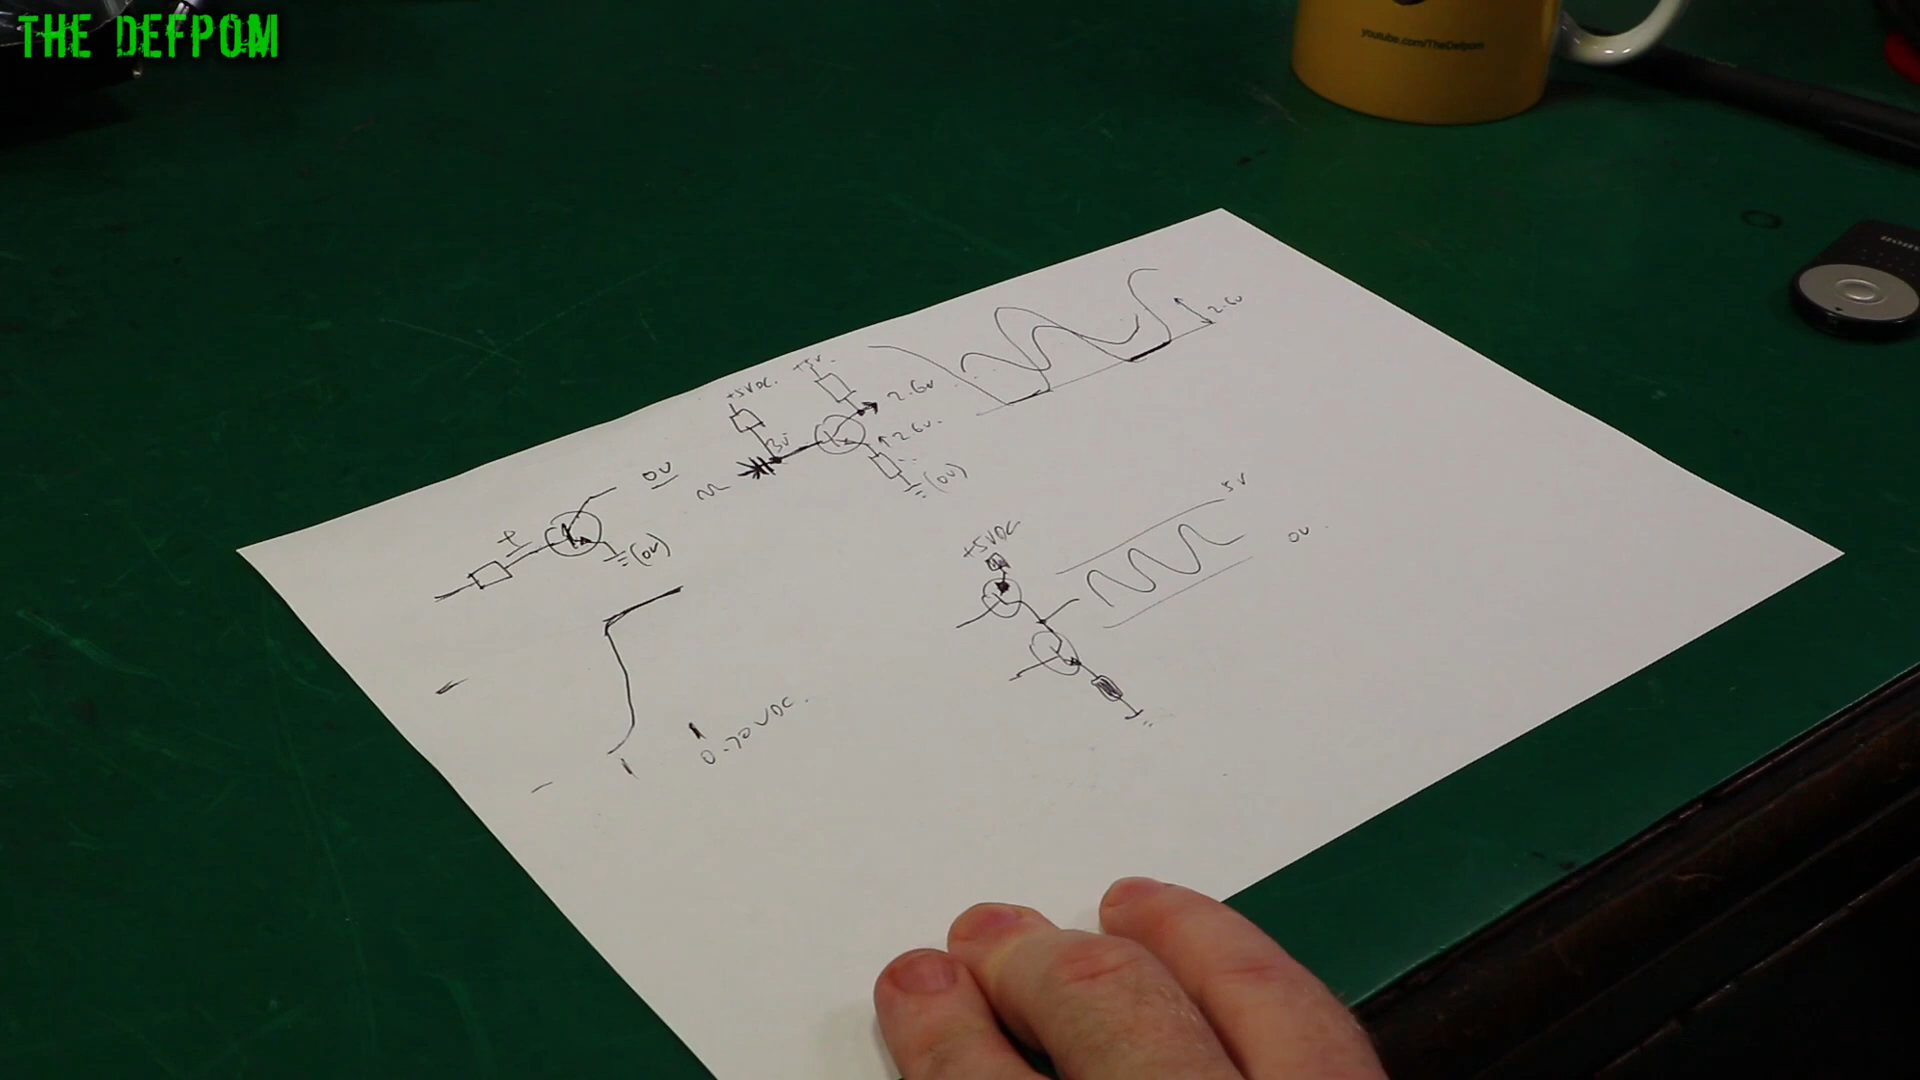 THE DEFPOM
youtube.com/TheDefpom
+5VDC.
+5V.
2.6V
3V
2.6V.
(0V)
2.6V
0V
+
(0V)
0.70VDC.
+5VDC
5V
0V.